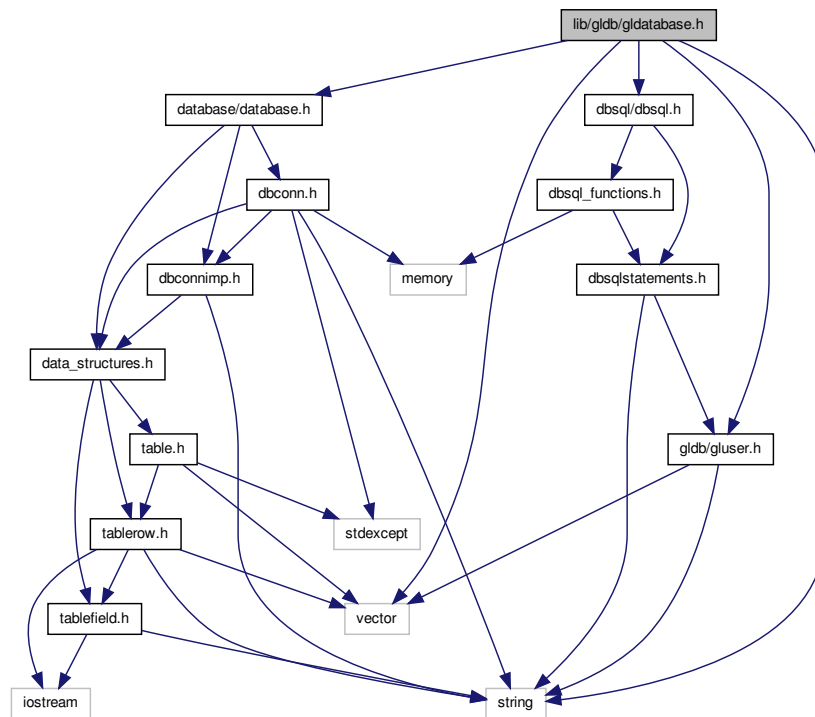 lib/gldb/gldatabase.h
database/database.h
dbsql/dbsql.h
dbconn.h
dbsql_functions.h
dbconnimp.h
memory
dbsqlstatements.h
data_structures.h
table.h
gldb/gluser.h
tablerow.h
stdexcept
tablefield.h
vector
iostream
string